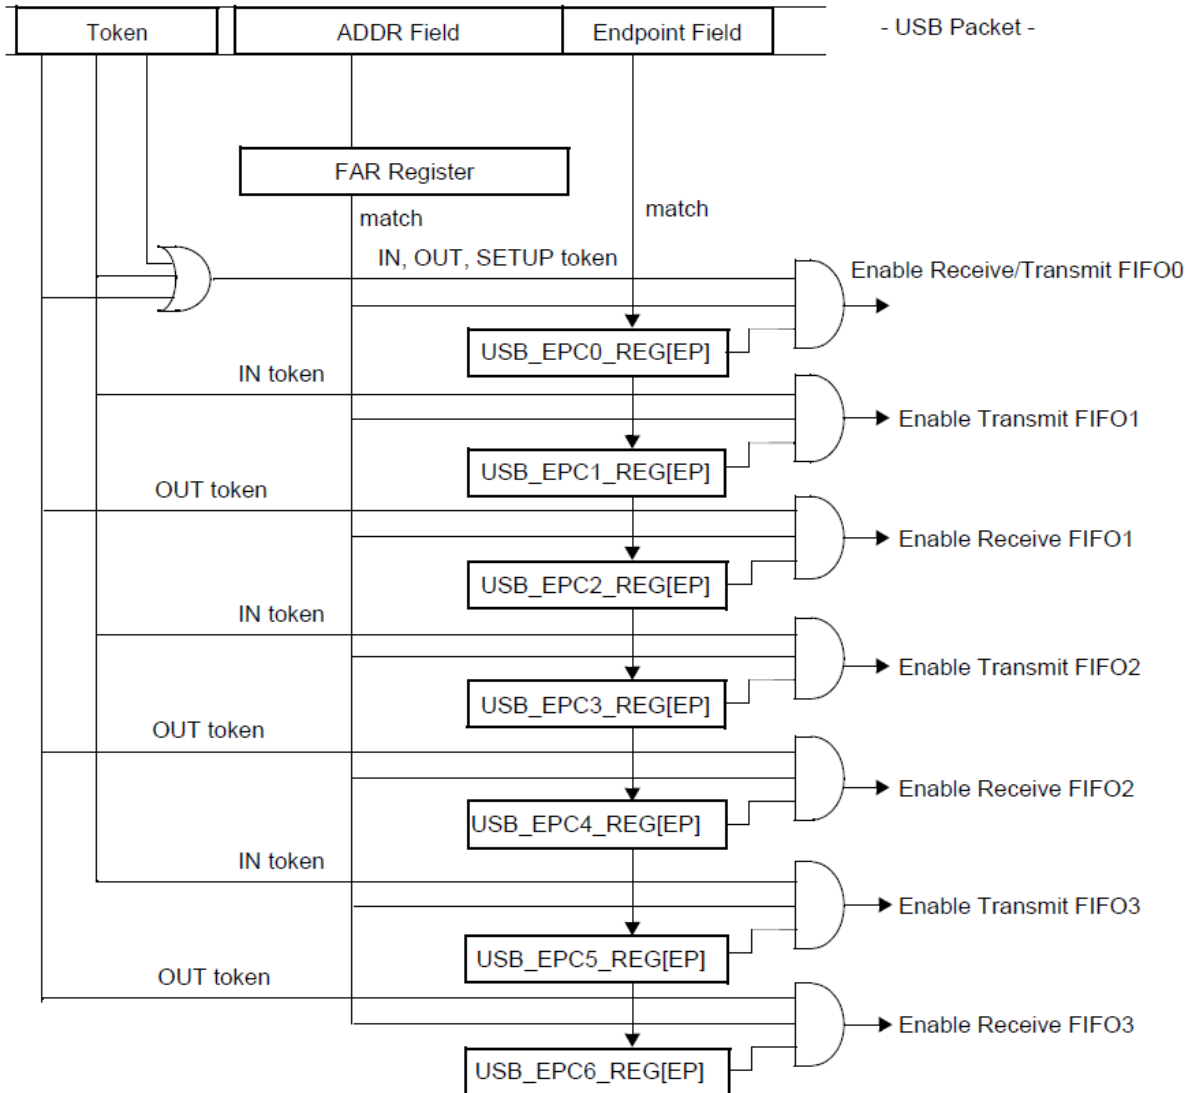 Token
ADDR Field
Endpoint Field
- USB Packet -
FAR Register
match
match
IN, OUT, SETUP token
Enable Receive/Transmit FIFO0
USB_EPC0_REG[EP]
IN token
Enable Transmit FIFO1
USB_EPC1_REG[EP]
OUT token
Enable Receive FIFO1
USB_EPC2_REG[EP]
IN token
Enable Transmit FIFO2
USB_EPC3_REG[EP]
OUT token
Enable Receive FIFO2
USB_EPC4_REG[EP]
IN token
Enable Transmit FIFO3
USB_EPC5_REG[EP]
OUT token
Enable Receive FIFO3
USB_EPC6_REG[EP]